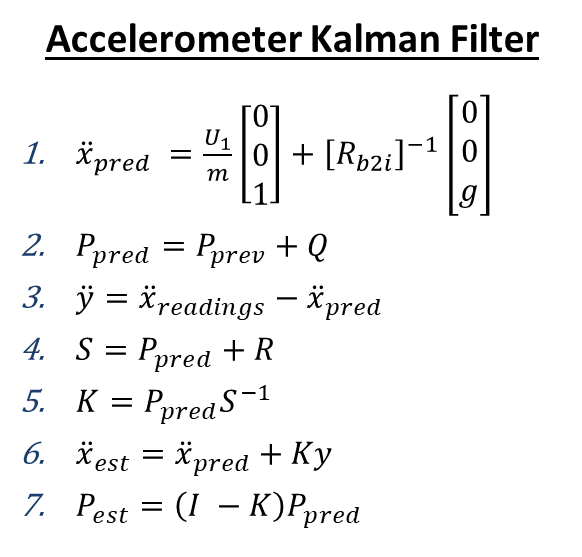 Accelerometer Kalman Filter
1. ẍ_pred = U₁/m [0 0 1] + [R_b2i]⁻¹ [0 0 g]
2. P_pred = P_prev + Q
3. ÿ = ẍ_readings − ẍ_pred
4. S = P_pred + R
5. K = P_pred S⁻¹
6. ẍ_est = ẍ_pred + Ky
7. P_est = (I − K)P_pred